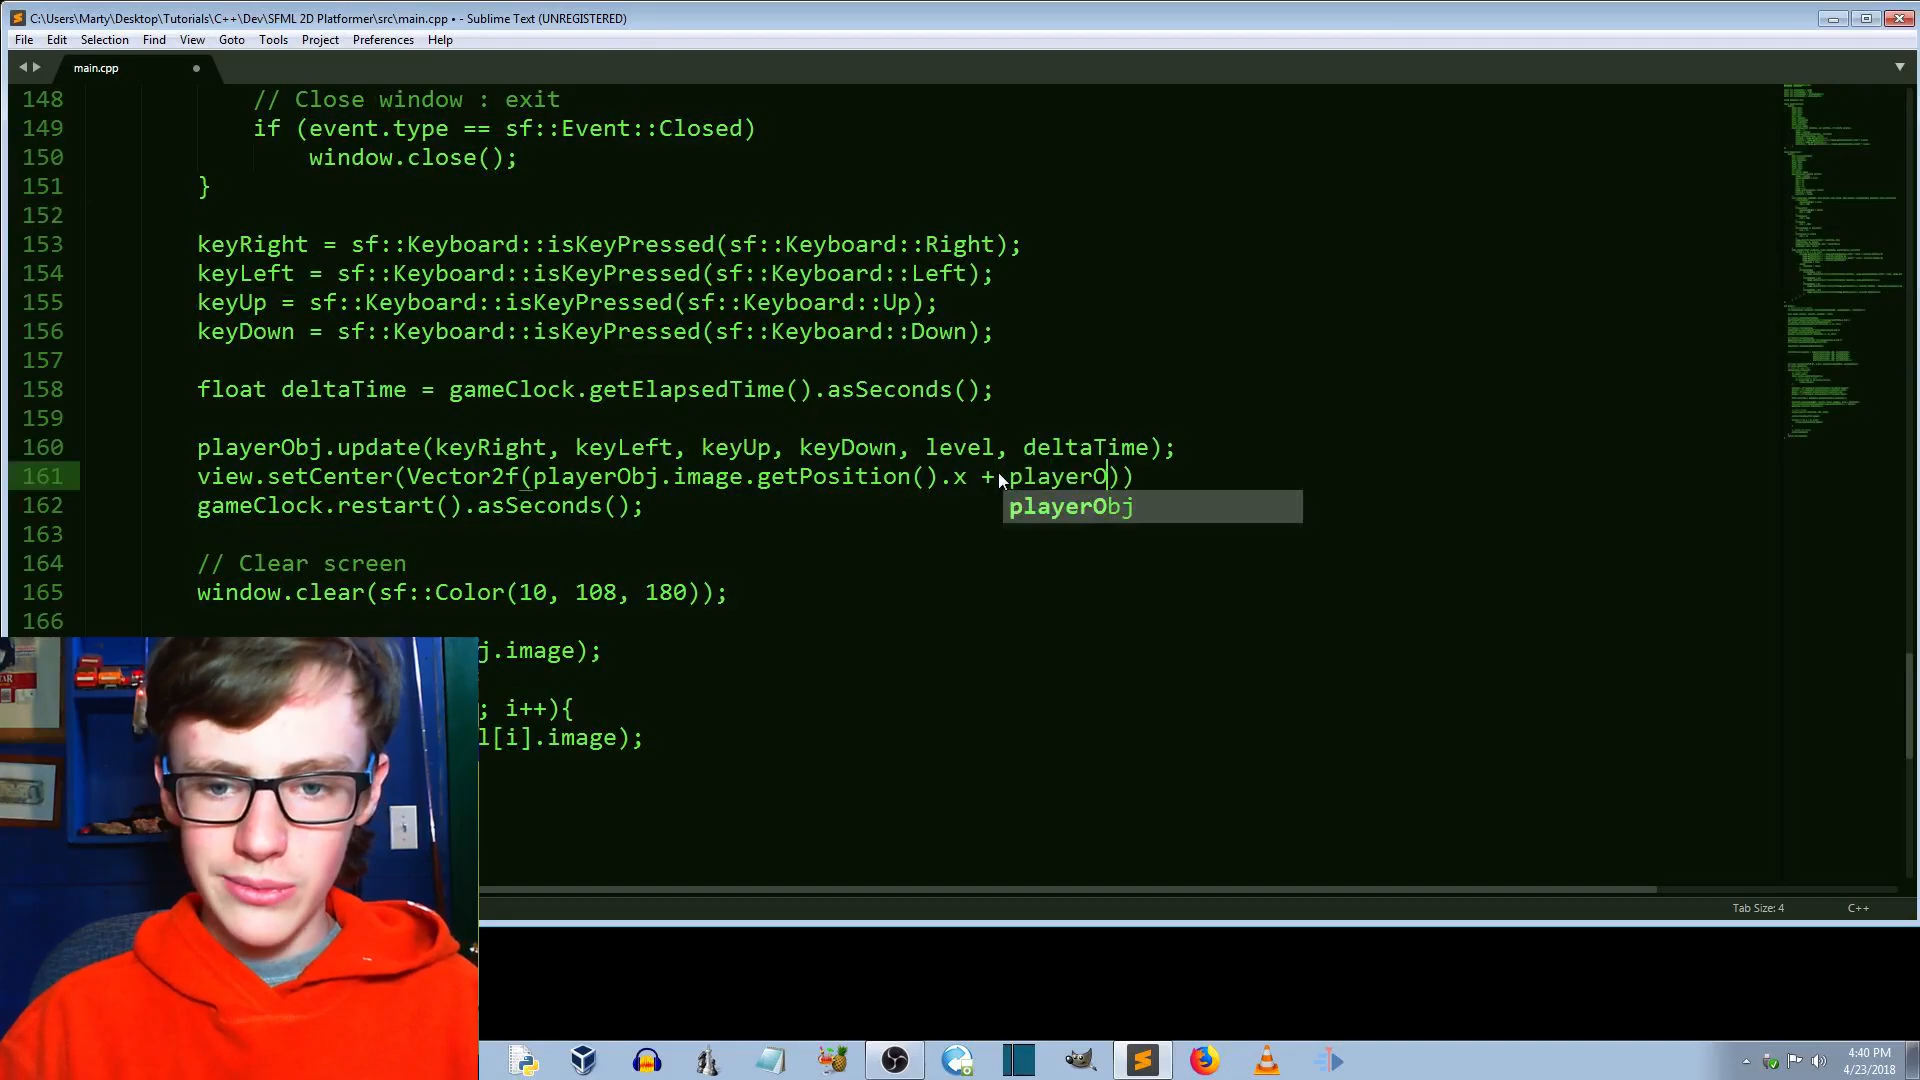 C:\Users\Marty\Desktop\Tutorials\C++\Dev\SFML 2D Platformer\src\main.cpp • - Sublime Text (UNREGISTERED)
File Edit Selection Find View Goto Tools Project Preferences Help
main.cpp
148 // Close window : exit
149 if (event.type == sf::Event::Closed)
150 window.close();
151 }
152
153 keyRight = sf::Keyboard::isKeyPressed(sf::Keyboard::Right);
154 keyLeft = sf::Keyboard::isKeyPressed(sf::Keyboard::Left);
155 keyUp = sf::Keyboard::isKeyPressed(sf::Keyboard::Up);
156 keyDown = sf::Keyboard::isKeyPressed(sf::Keyboard::Down);
157
158 float deltaTime = gameClock.getElapsedTime().asSeconds();
159
160 playerObj.update(keyRight, keyLeft, keyUp, keyDown, level, deltaTime);
161 view.setCenter(Vector2f(playerObj.image.getPosition().x + playerO))
playerObj
162 gameClock.restart().asSeconds();
163
164 // Clear screen
165 window.clear(sf::Color(10, 108, 180));
166
j.image);
; i++){
l[i].image);
Tab Size: 4 C++
4:40 PM
4/23/2018